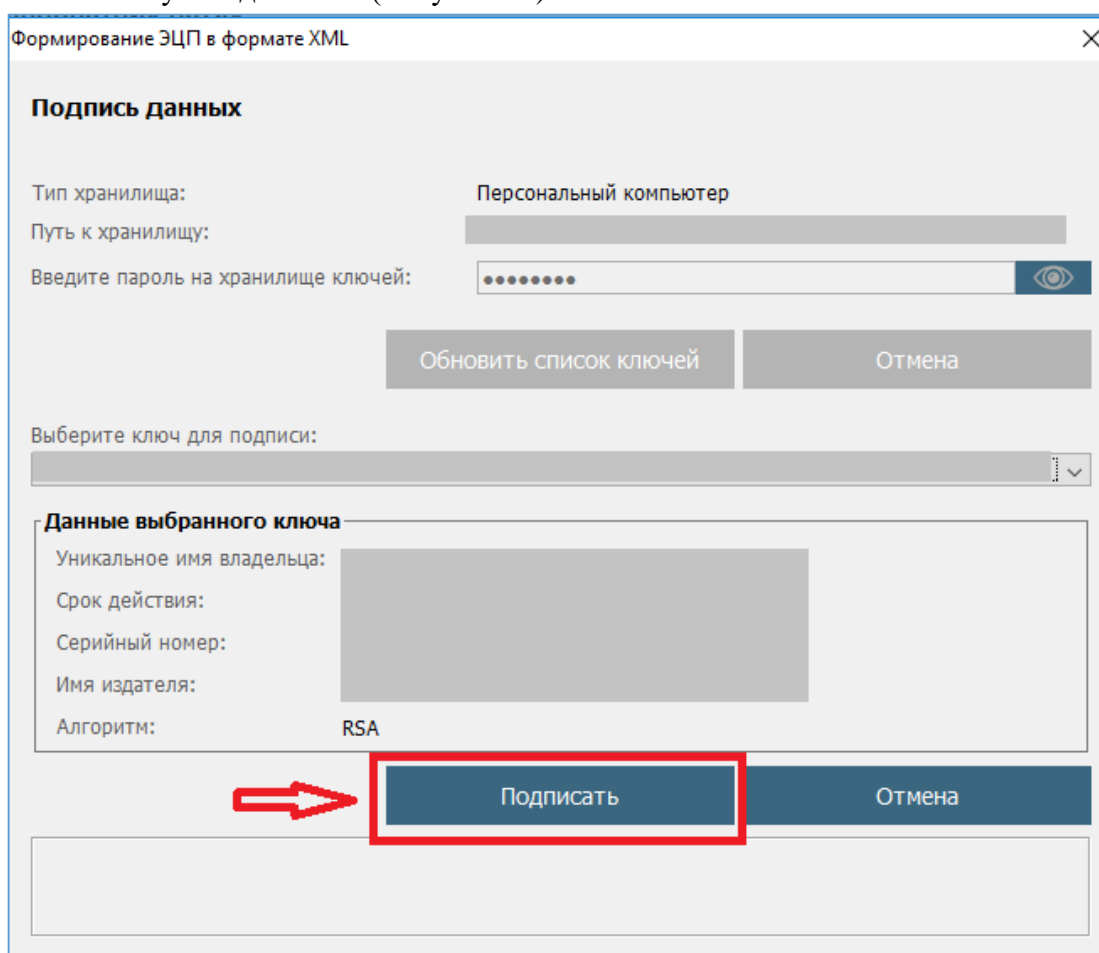 Формирование ЭЦП в формате XML
Подпись данных
Тип хранилища: Персональный компьютер
Путь к хранилищу:
Введите пароль на хранилище ключей: ●●●●●●●●
Обновить список ключей Отмена
Выберите ключ для подписи:
Данные выбранного ключа
Уникальное имя владельца:
Срок действия:
Серийный номер:
Имя издателя:
Алгоритм: RSA
Подписать Отмена